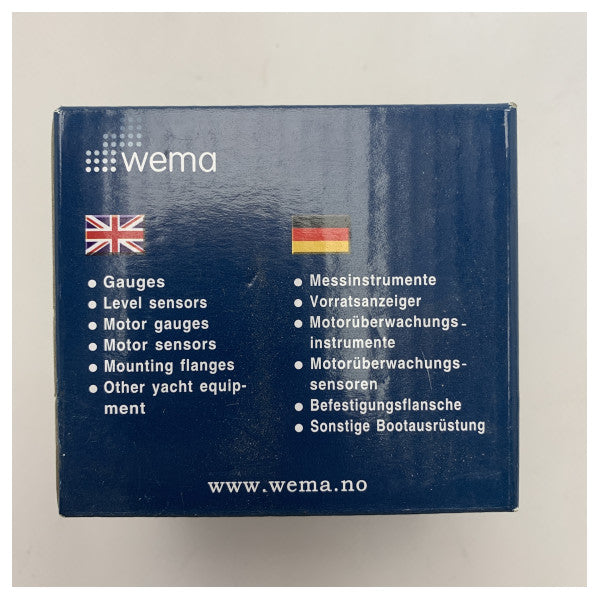 wema
Gauges
Level sensors
Motor gauges
Motor sensors
Mounting flanges
Other yacht equip-
ment
Messinstrumente
Vorratsanzeiger
Motorüberwachungs-
instrumente
Motorüberwachungs-
sensoren
Befestigungsflansche
Sonstige Bootausrüstung
www.wema.no